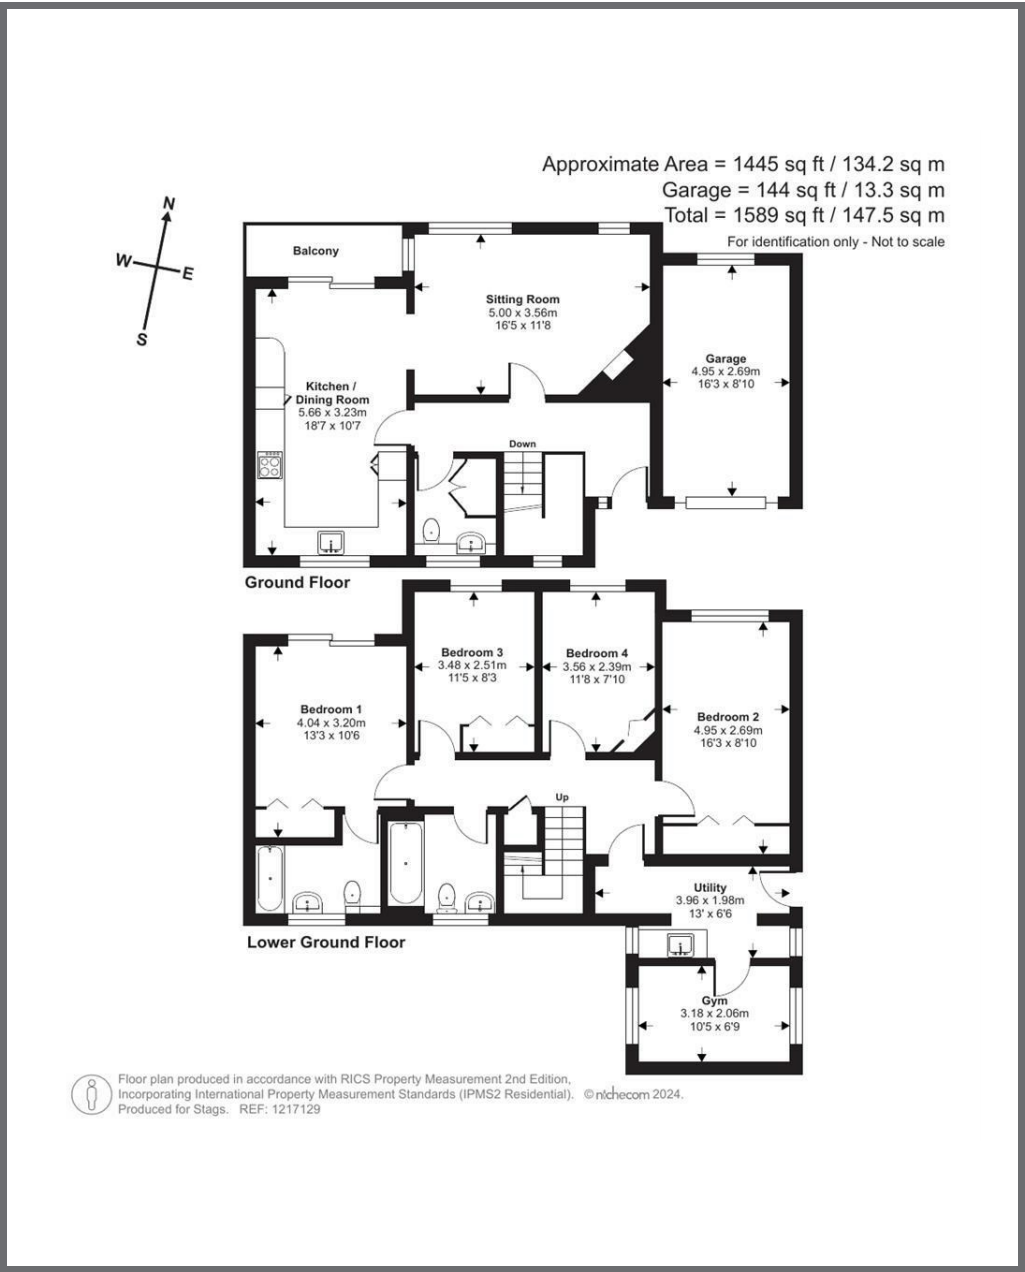 Approximate Area = 1445 sq ft / 134.2 sq m
Garage = 144 sq ft / 13.3 sq m
Total = 1589 sq ft / 147.5 sq m
For identification only - Not to scale
N
W
E
S
Balcony
Sitting Room
5.00 x 3.56m
16'5 x 11'8
Garage
4.95 x 2.69m
16'3 x 8'10
Kitchen /
Dining Room
5.66 x 3.23m
18'7 x 10'7
Down
Ground Floor
Bedroom 3
3.48 x 2.51m
11'5 x 8'3
Bedroom 4
3.56 x 2.39m
11'8 x 7'10
Bedroom 1
4.04 x 3.20m
13'3 x 10'6
Bedroom 2
4.95 x 2.69m
16'3 x 8'10
Up
Utility
3.96 x 1.98m
13' x 6'6
Lower Ground Floor
Gym
3.18 x 2.06m
10'5 x 6'9
Floor plan produced in accordance with RICS Property Measurement 2nd Edition,
Incorporating International Property Measurement Standards (IPMS2 Residential). © nichecom 2024.
Produced for Stags. REF: 1217129